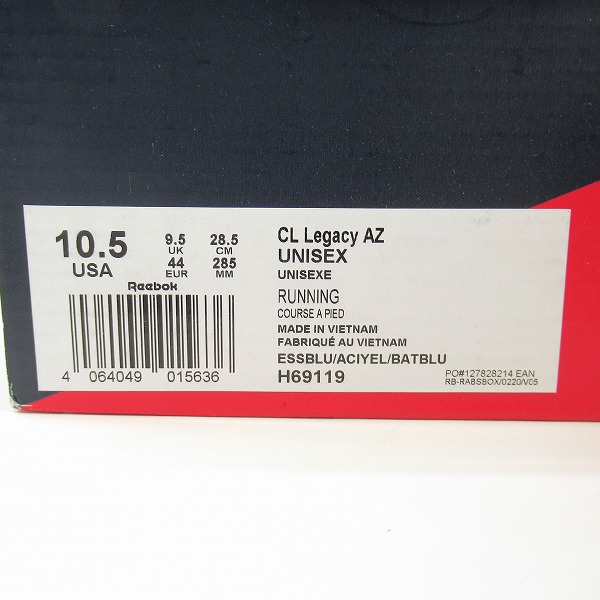 10.5 USA
9.5 UK 28.5 CM
44 EUR 285 MM
CL Legacy AZ
UNISEX
UNISEXE
RUNNING
COURSE A PIED
MADE IN VIETNAM
FABRIQUÉ AU VIETNAM
ESSBLU/ACIYEL/BATBLU
H69119
Reebok
4 064049 015636
PO#127828214 EAN
RB-RABSBOX/0220/V05